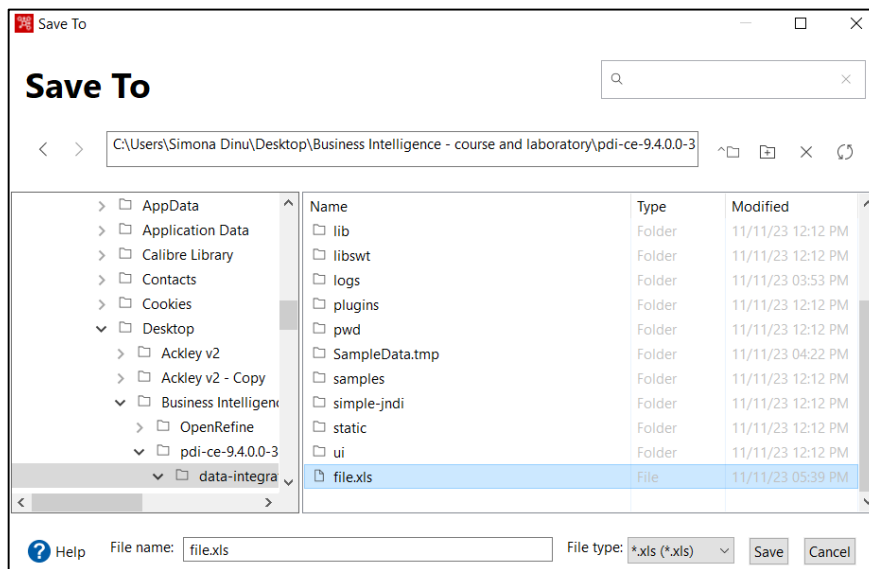 Save To
Save To
C:\Users\Simona Dinu\Desktop\Business Intelligence - course and laboratory\pdi-ce-9.4.0.0-3
AppData
Application Data
Calibre Library
Contacts
Cookies
Desktop
Ackley v2
Ackley v2 - Copy
Business Intelligen
OpenRefine
pdi-ce-9.4.0.0-3
data-integra
Name Type Modified
lib Folder 11/11/23 12:12 PM
libswt Folder 11/11/23 12:12 PM
logs Folder 11/11/23 03:53 PM
plugins Folder 11/11/23 12:12 PM
pwd Folder 11/11/23 12:12 PM
SampleData.tmp Folder 11/11/23 04:22 PM
samples Folder 11/11/23 12:12 PM
simple-jndi Folder 11/11/23 12:12 PM
static Folder 11/11/23 12:12 PM
ui Folder 11/11/23 12:12 PM
file.xls File 11/11/23 05:39 PM
Help File name: file.xls File type: *.xls (*.xls) Save Cancel